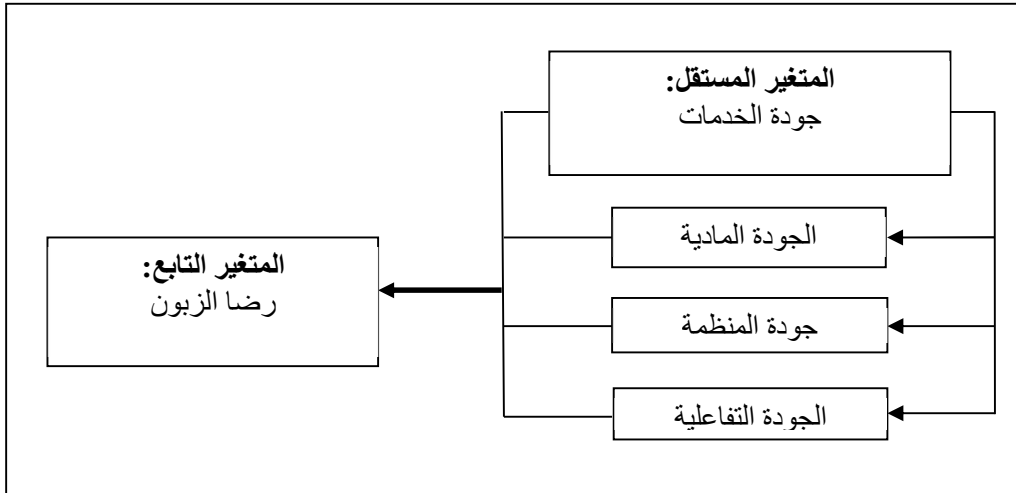 المتغير المستقل:
جودة الخدمات
الجودة المادية
المتغير التابع:
رضا الزبون
جودة المنظمة
الجودة التفاعلية